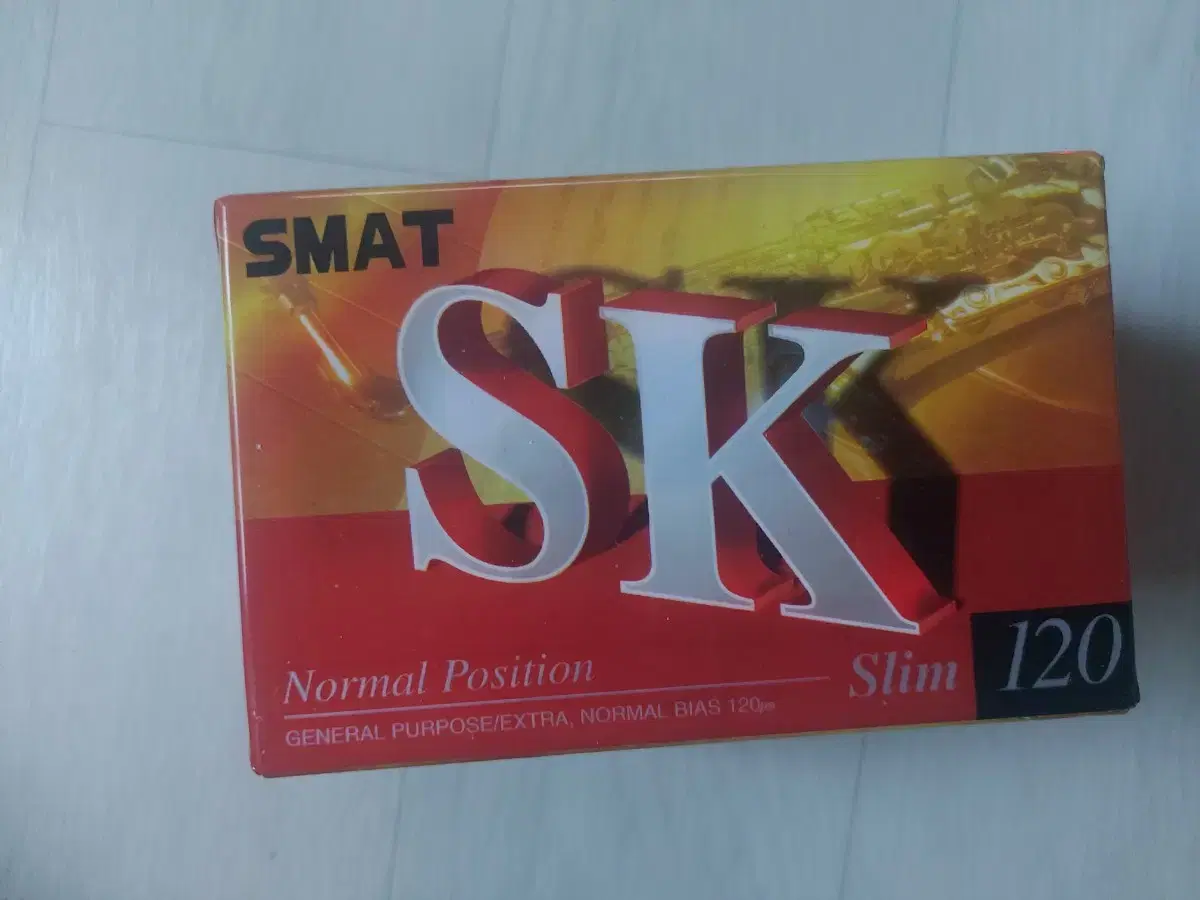 SMAT
SK
Normal Position
Slim 120
GENERAL PURPOSE/EXTRA, NORMAL BIAS 120μs